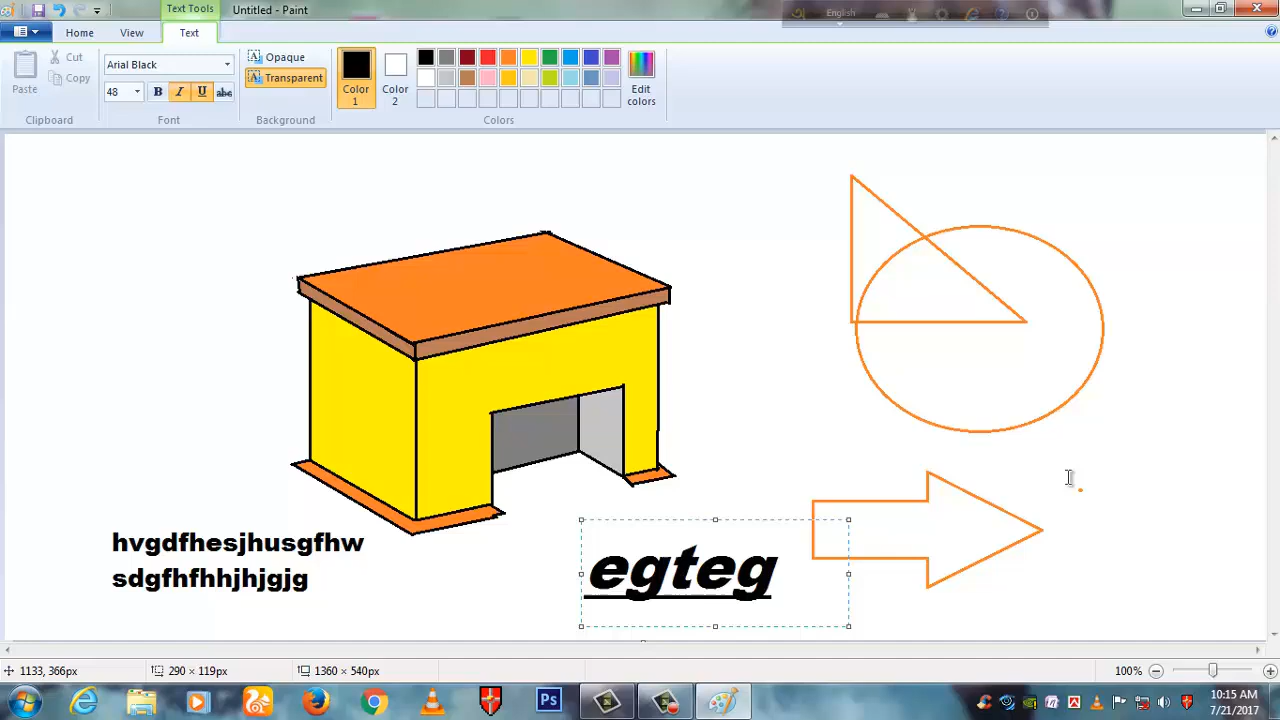 Text Tools
Untitled - Paint
English
Home
View
Text
Paste
Cut
Copy
Clipboard
Arial Black
48
B I U abc
Font
Opaque
Transparent
Background
Color 1
Color 2
Edit colors
Colors
hvgdfhesjhusgfhw
sdgfhfhhjhjgjg
egteg
1133, 366px
290 × 119px
1360 × 540px
100%
Ps
10:15 AM
7/21/2017